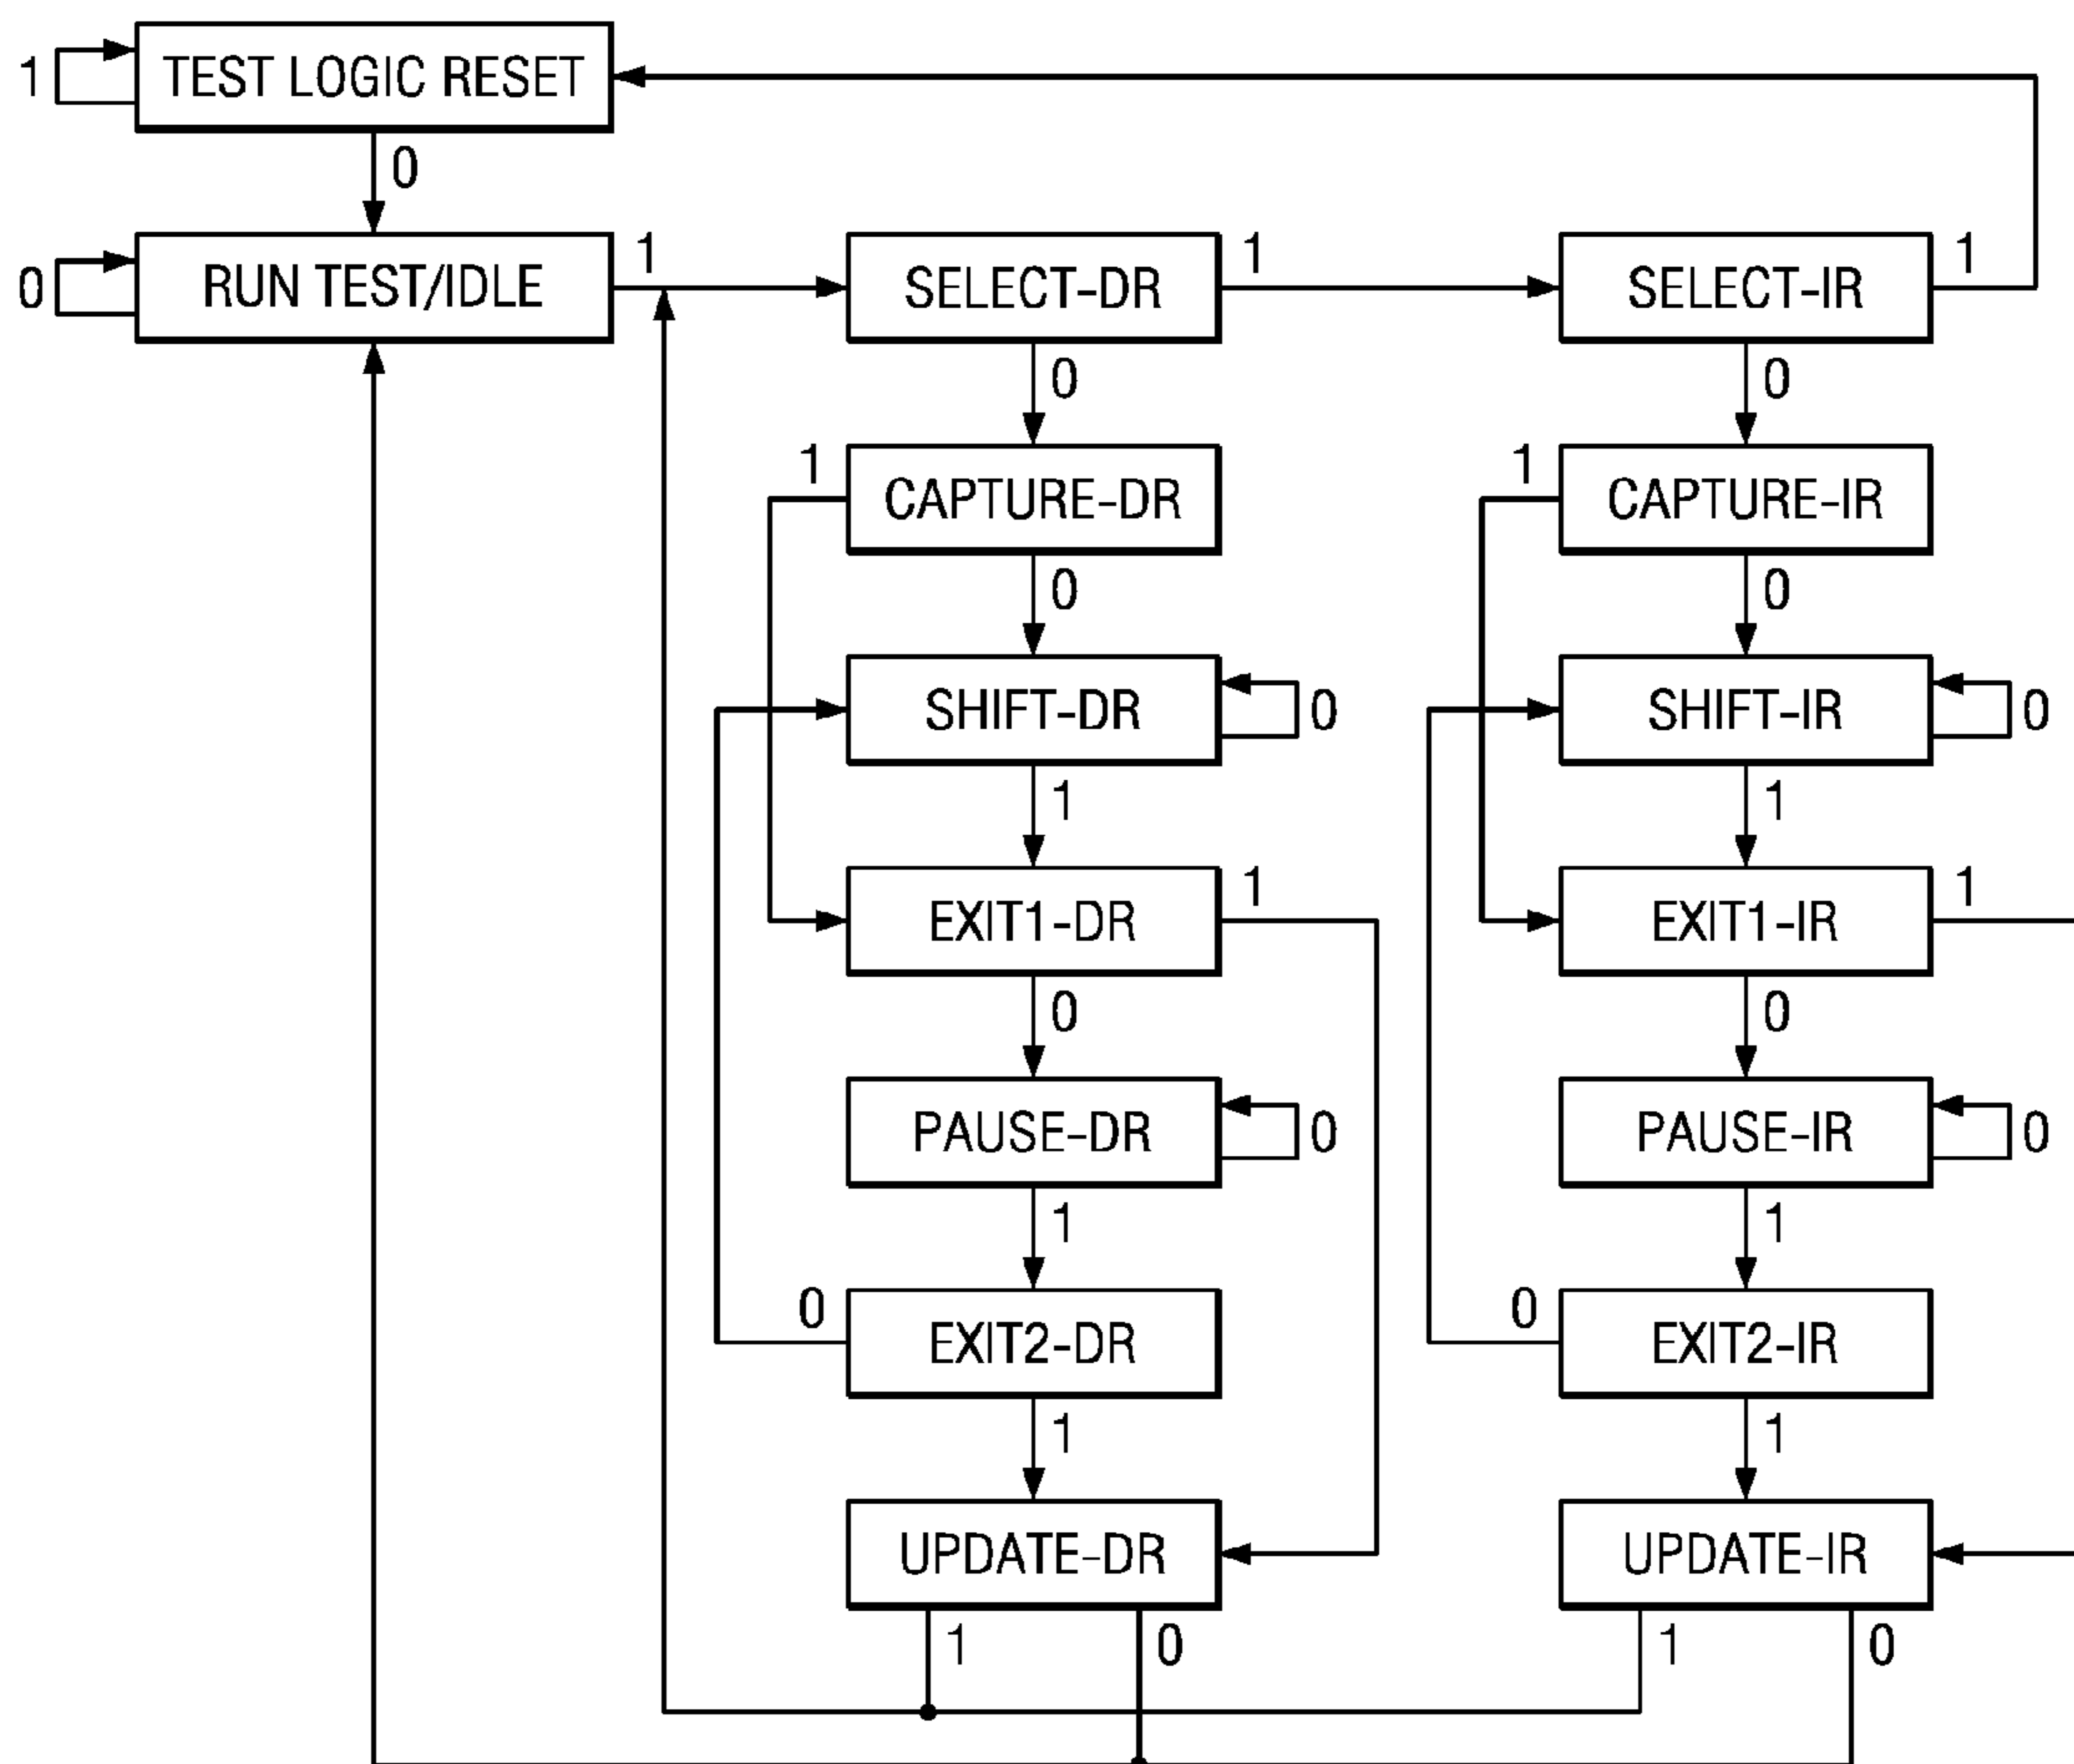 1
TEST LOGIC RESET
0
0
RUN TEST/IDLE
1
SELECT-DR
1
SELECT-IR
1
0
0
1
CAPTURE-DR
1
CAPTURE-IR
0
0
SHIFT-DR
0
SHIFT-IR
0
1
1
EXIT1-DR
1
EXIT1-IR
1
0
0
PAUSE-DR
0
PAUSE-IR
0
1
1
0
EXIT2-DR
0
EXIT2-IR
1
1
UPDATE-DR
UPDATE-IR
1
0
1
0